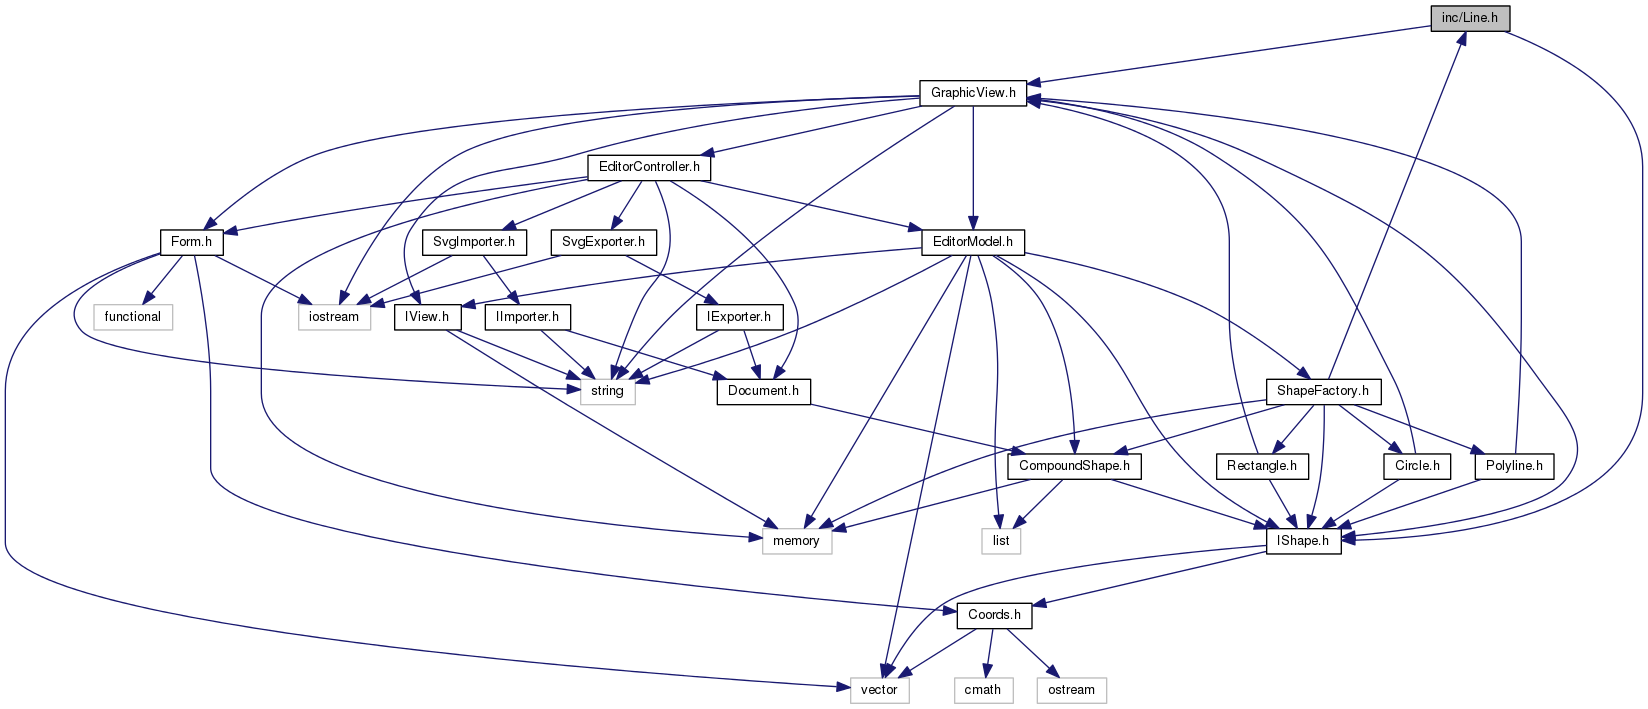 inc/Line.h
GraphicView.h
EditorController.h
Form.h
SvgImporter.h
SvgExporter.h
EditorModel.h
functional
iostream
IView.h
IImporter.h
IExporter.h
string
Document.h
ShapeFactory.h
CompoundShape.h
Rectangle.h
Circle.h
Polyline.h
memory
list
IShape.h
Coords.h
vector
cmath
ostream